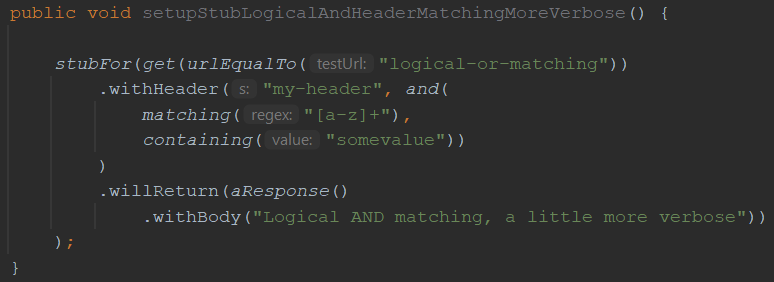 public void setupStubLogicalAndHeaderMatchingMoreVerbose() {
stubFor(get(urlEqualTo( testUrl: "logical-or-matching"))
.withHeader( s: "my-header", and(
matching( regex: "[a-z]+"),
containing( value: "somevalue"))
)
.willReturn(aResponse()
.withBody("Logical AND matching, a little more verbose"))
);
}